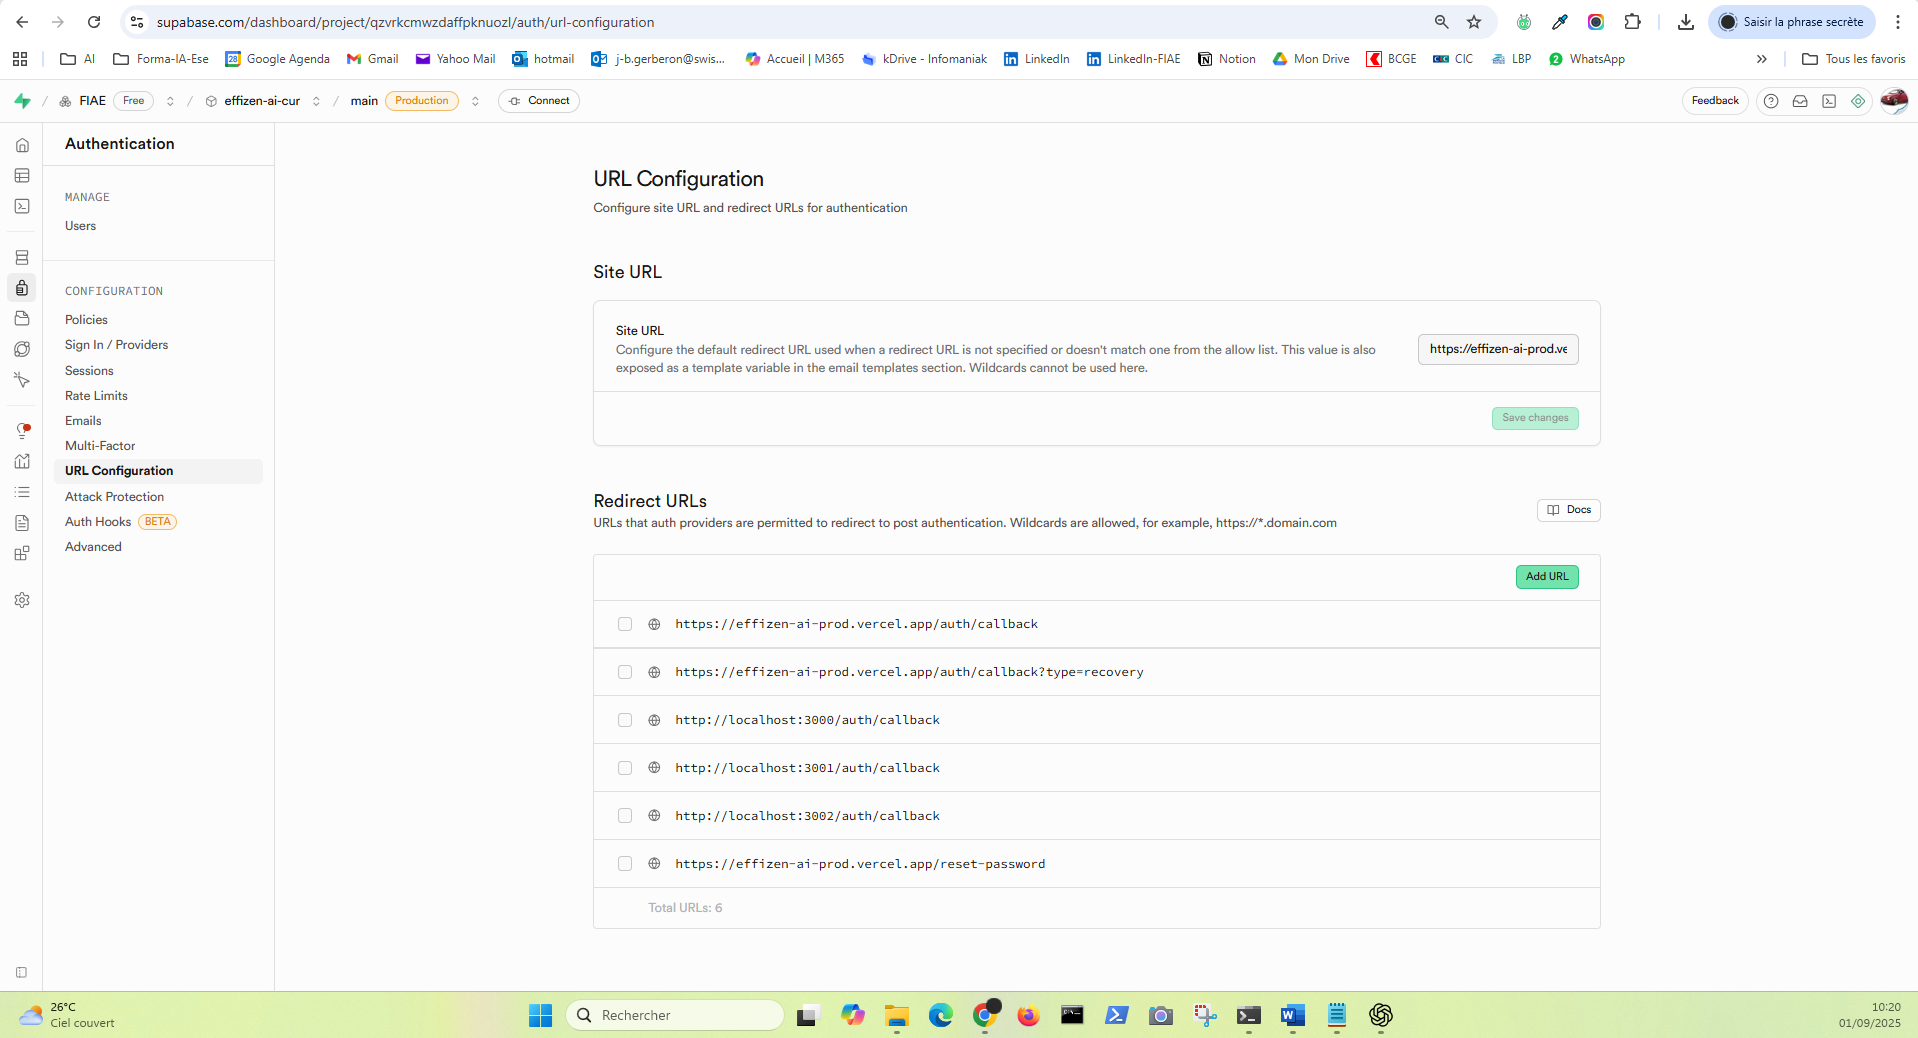 supabase.com/dashboard/project/qzvrkcmwzdaffpknuozl/auth/url-configuration
Saisir la phrase secrète
AI
Forma-IA-Ese
28 Google Agenda
Gmail
Yahoo Mail
hotmail
j-b.gerberon@swis...
Accueil | M365
kDrive - Infomaniak
LinkedIn
LinkedIn-FIAE
Notion
Mon Drive
BCGE
CIC
LBP
2 WhatsApp
Tous les favoris
/ FIAE Free / effizen-ai-cur / main Production Connect
Feedback
Authentication
MANAGE
Users
CONFIGURATION
Policies
Sign In / Providers
Sessions
Rate Limits
Emails
Multi-Factor
URL Configuration
Attack Protection
Auth Hooks BETA
Advanced
URL Configuration
Configure site URL and redirect URLs for authentication
Site URL
Site URL
Configure the default redirect URL used when a redirect URL is not specified or doesn't match one from the allow list. This value is also
exposed as a template variable in the email templates section. Wildcards cannot be used here.
https://effizen-ai-prod.ve
Save changes
Redirect URLs
URLs that auth providers are permitted to redirect to post authentication. Wildcards are allowed, for example, https://*.domain.com
Docs
Add URL
https://effizen-ai-prod.vercel.app/auth/callback
https://effizen-ai-prod.vercel.app/auth/callback?type=recovery
http://localhost:3000/auth/callback
http://localhost:3001/auth/callback
http://localhost:3002/auth/callback
https://effizen-ai-prod.vercel.app/reset-password
Total URLs: 6
26°C
Ciel couvert
Rechercher
10:20
01/09/2025